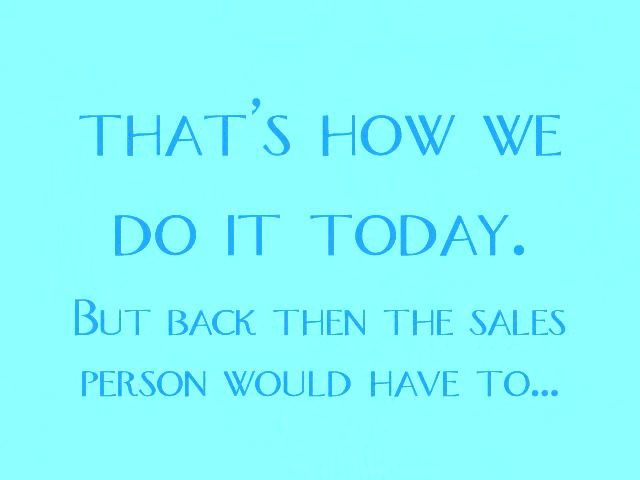 THAT'S HOW WE
DO IT TODAY.
BUT BACK THEN THE SALES
PERSON WOULD HAVE TO...